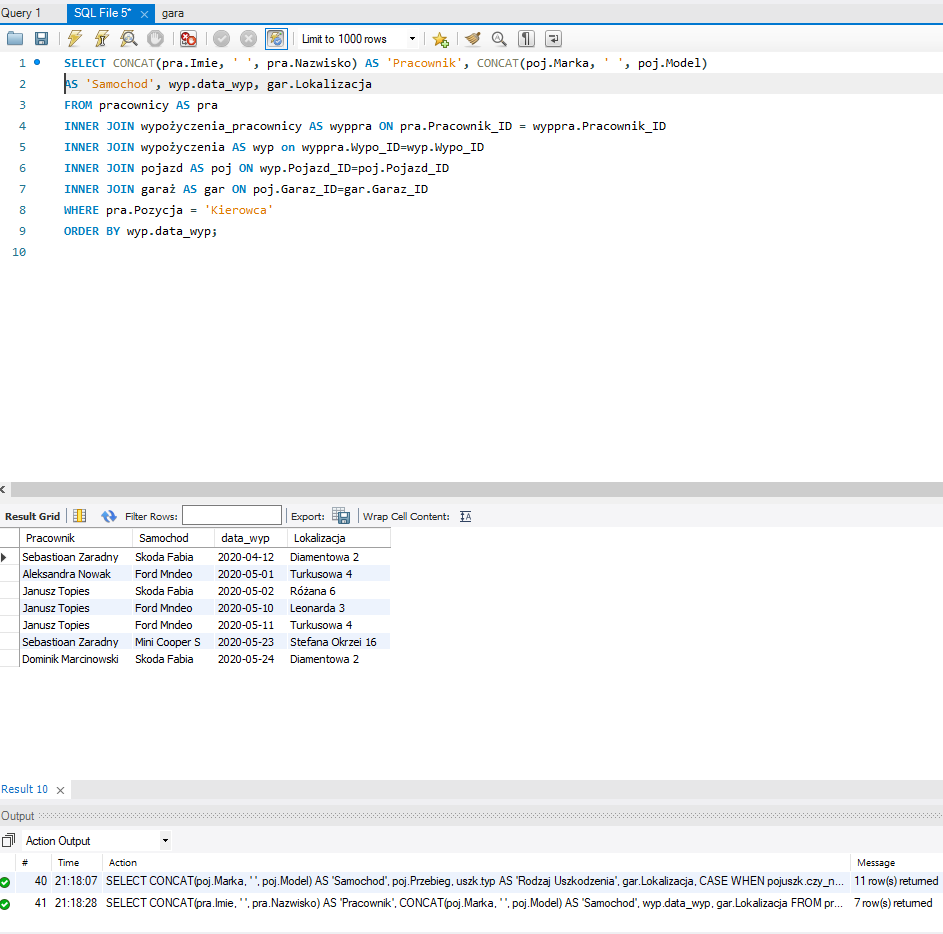 Query 1 SQL File 5* gara
Limit to 1000 rows
1 SELECT CONCAT(pra.Imie, ' ', pra.Nazwisko) AS 'Pracownik', CONCAT(poj.Marka, ' ', poj.Model)
2 AS 'Samochod', wyp.data_wyp, gar.Lokalizacja
3 FROM pracownicy AS pra
4 INNER JOIN wypożyczenia_pracownicy AS wyppra ON pra.Pracownik_ID = wyppra.Pracownik_ID
5 INNER JOIN wypożyczenia AS wyp on wyppra.Wypo_ID=wyp.Wypo_ID
6 INNER JOIN pojazd AS poj ON wyp.Pojazd_ID=poj.Pojazd_ID
7 INNER JOIN garaż AS gar ON poj.Garaz_ID=gar.Garaz_ID
8 WHERE pra.Pozycja = 'Kierowca'
9 ORDER BY wyp.data_wyp;
10
Result Grid Filter Rows: Export: Wrap Cell Content:
Pracownik Samochod data_wyp Lokalizacja
Sebastioan Zaradny Skoda Fabia 2020-04-12 Diamentowa 2
Aleksandra Nowak Ford Mndeo 2020-05-01 Turkusowa 4
Janusz Topies Skoda Fabia 2020-05-02 Różana 6
Janusz Topies Ford Mndeo 2020-05-10 Leonarda 3
Janusz Topies Ford Mndeo 2020-05-11 Turkusowa 4
Sebastioan Zaradny Mini Cooper S 2020-05-23 Stefana Okrzei 16
Dominik Marcinowski Skoda Fabia 2020-05-24 Diamentowa 2
Result 10
Output
Action Output
# Time Action Message
40 21:18:07 SELECT CONCAT(poj.Marka, ' ', poj.Model) AS 'Samochod', poj.Przebieg, uszk.typ AS 'Rodzaj Uszkodzenia', gar.Lokalizacja, CASE WHEN pojuszk.czy_n... 11 row(s) returned
41 21:18:28 SELECT CONCAT(pra.Imie, ' ', pra.Nazwisko) AS 'Pracownik', CONCAT(poj.Marka, ' ', poj.Model) AS 'Samochod', wyp.data_wyp, gar.Lokalizacja FROM pr... 7 row(s) returned